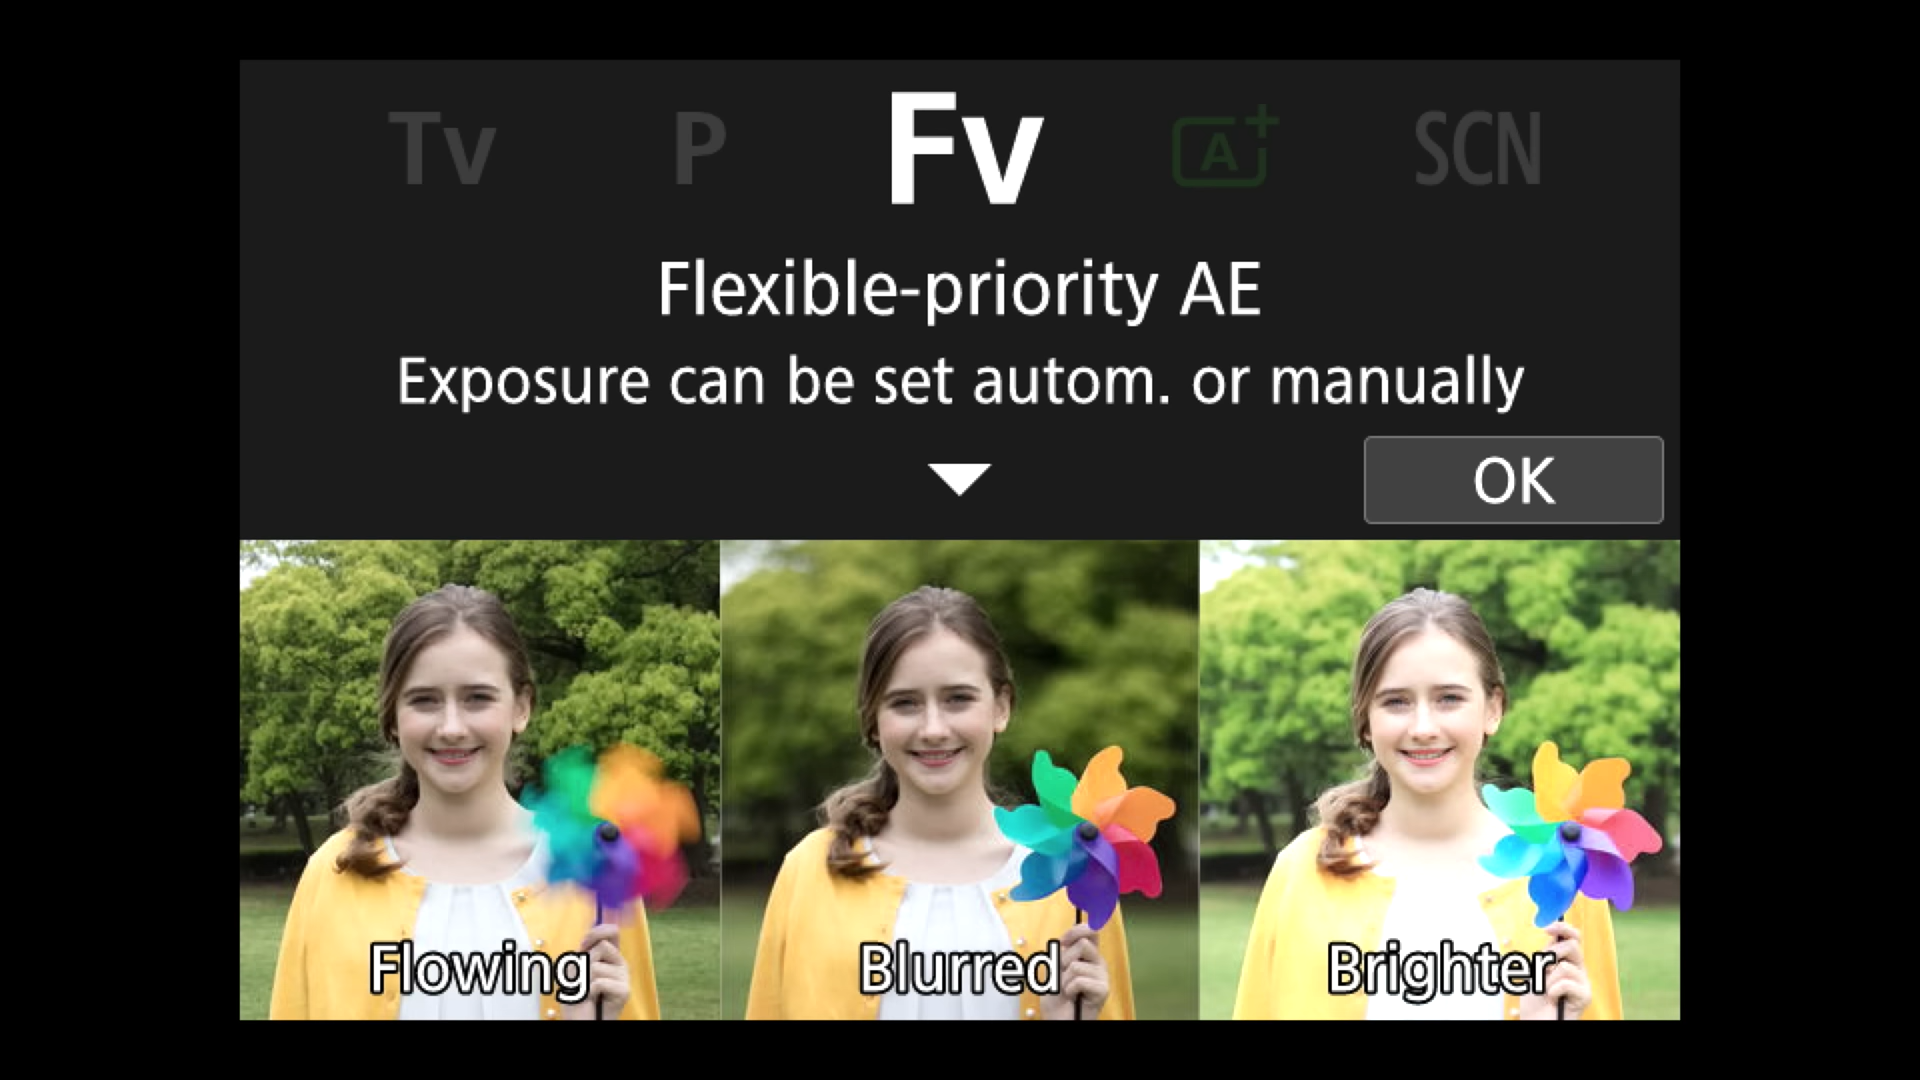 Tv P Fv A+ SCN
Flexible-priority AE
Exposure can be set autom. or manually
OK
Flowing Blurred Brighter